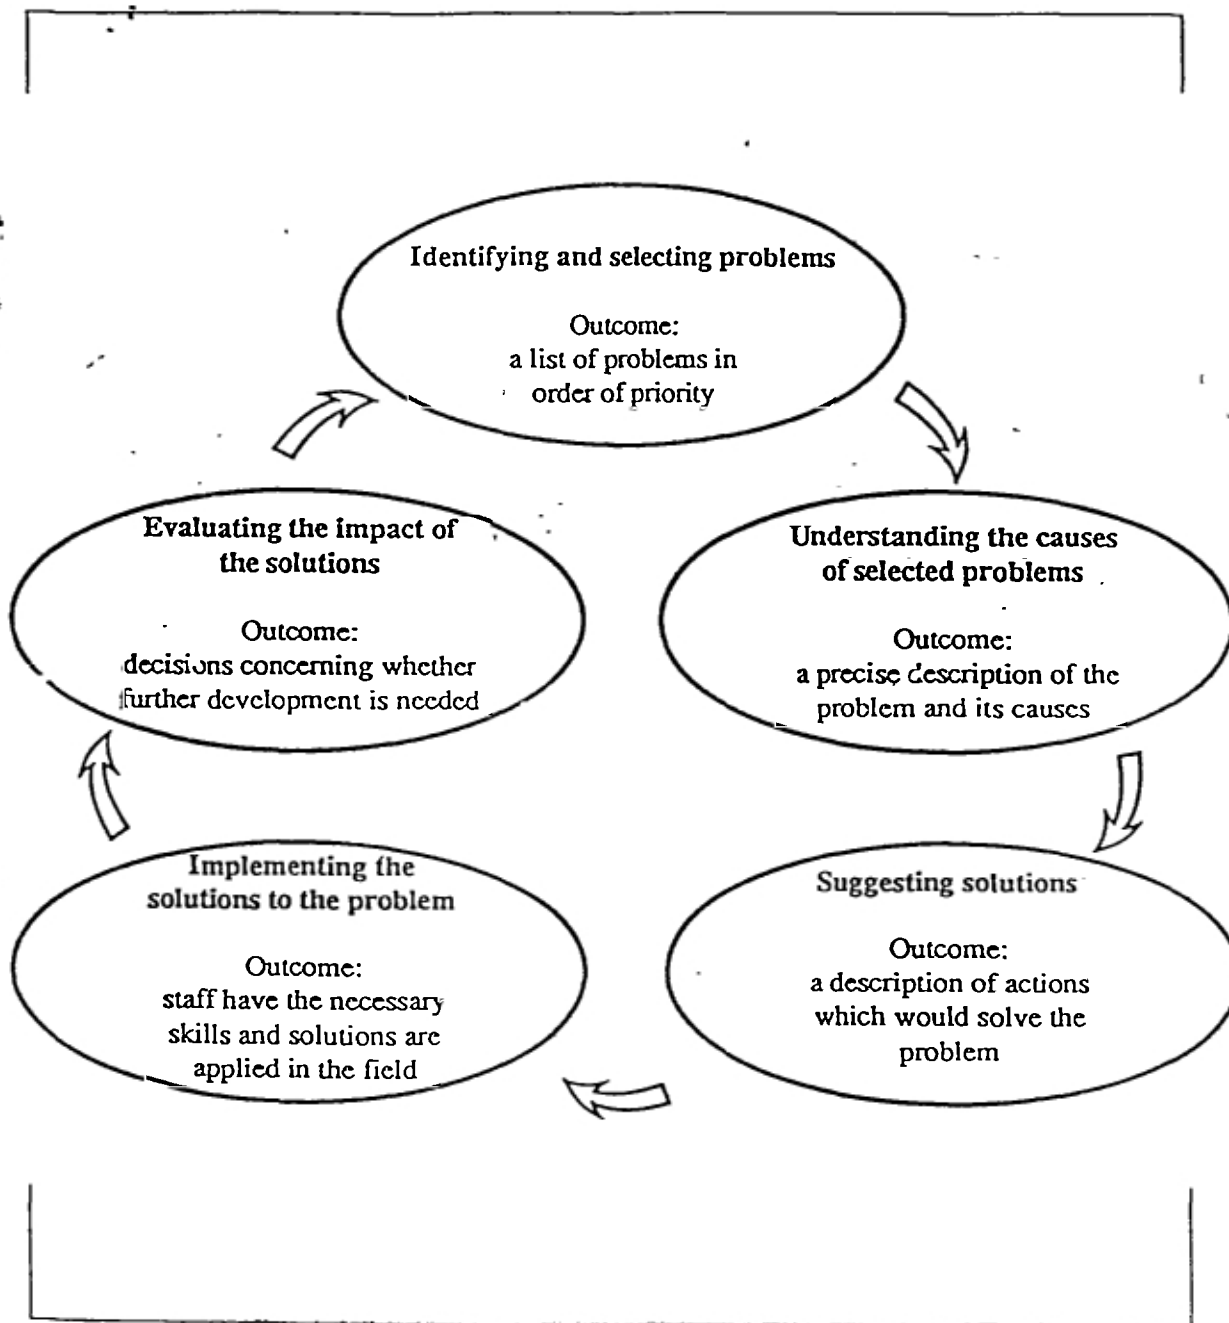 Identifying and selecting problems
Outcome:
a list of problems in
order of priority
Understanding the causes
of selected problems
Outcome:
a precise description of the
problem and its causes
Suggesting solutions
Outcome:
a description of actions
which would solve the
problem
Implementing the
solutions to the problem
Outcome:
staff have the necessary
skills and solutions are
applied in the field
Evaluating the impact of
the solutions
Outcome:
decisions concerning whether
further development is needed